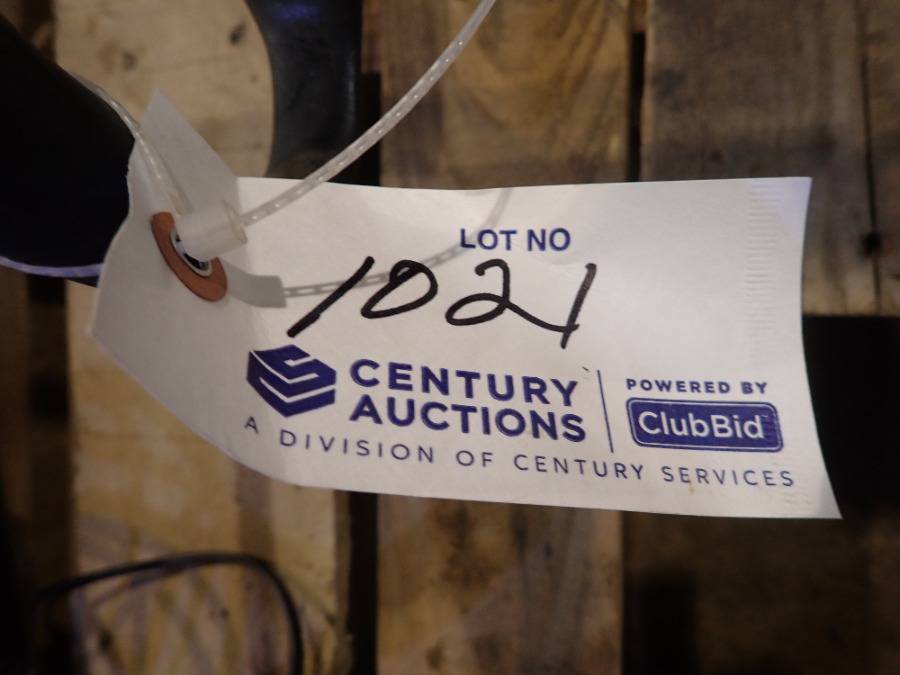 LOT NO
1021
CENTURY AUCTIONS
A DIVISION OF CENTURY SERVICES
POWERED BY
ClubBid